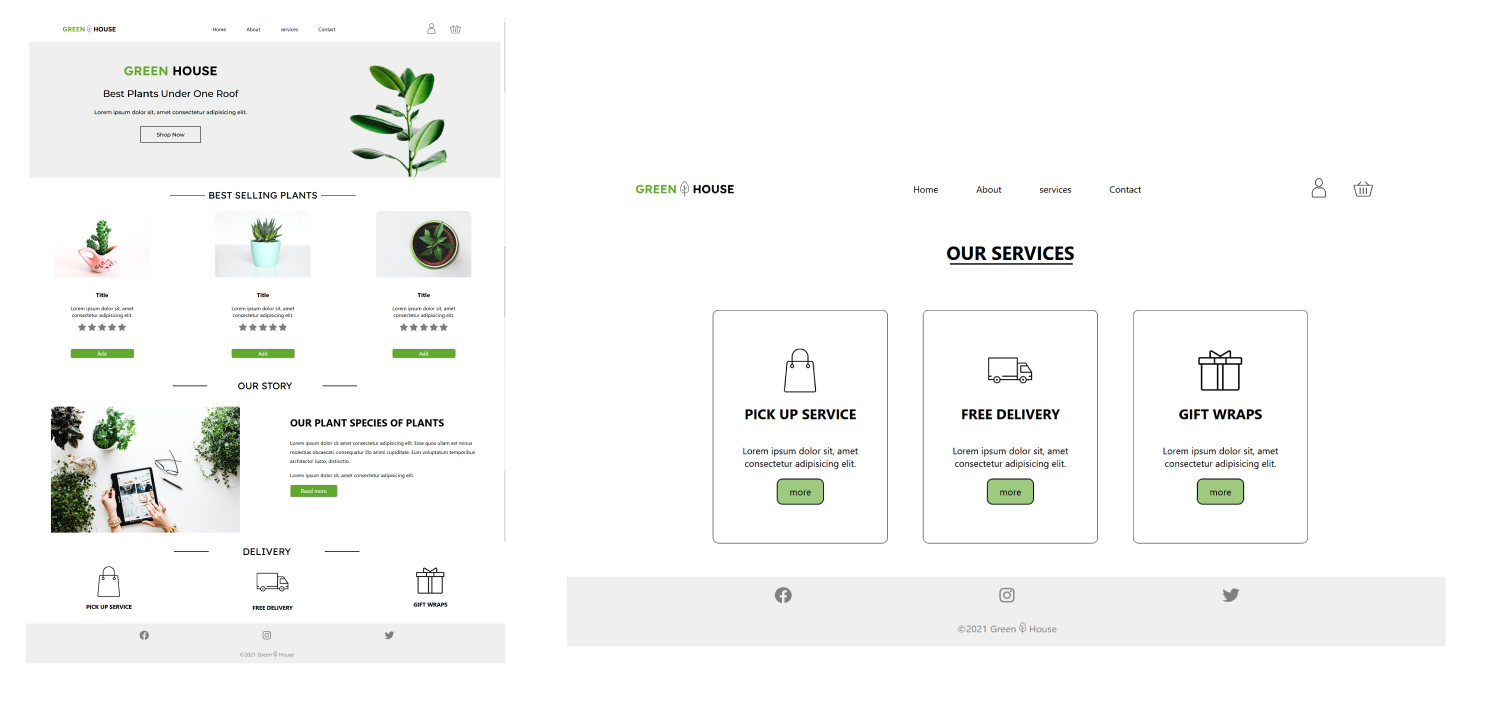 GREEN HOUSE
Home About services Contact
GREEN HOUSE
Best Plants Under One Roof
Lorem ipsum dolor sit, amet consectetur adipisicing elit.
Shop Now
BEST SELLING PLANTS
Title
Lorem ipsum dolor sit, amet
consectetur adipisicing elit.
Add
Title
Lorem ipsum dolor sit, amet
consectetur adipisicing elit.
Add
Title
Lorem ipsum dolor sit, amet
consectetur adipisicing elit.
Add
OUR STORY
OUR PLANT SPECIES OF PLANTS
Lorem ipsum dolor sit amet consectetur adipisicing elit. Esse quos ullam est minus
molestias obcaecati, consequatur illo animi cupiditate. Eum voluptatum temporibus
architecto! Iusto, distinctio.
Lorem ipsum dolor sit, amet consectetur adipisicing elit.
Read more
DELIVERY
PICK UP SERVICE
FREE DELIVERY
GIFT WRAPS
©2021 Green House
GREEN HOUSE
Home About services Contact
OUR SERVICES
PICK UP SERVICE
Lorem ipsum dolor sit, amet
consectetur adipisicing elit.
more
FREE DELIVERY
Lorem ipsum dolor sit, amet
consectetur adipisicing elit.
more
GIFT WRAPS
Lorem ipsum dolor sit, amet
consectetur adipisicing elit.
more
©2021 Green House